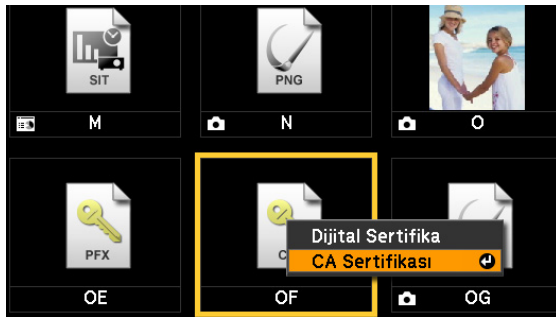 SIT
PNG
M
N
O
PFX
Dijital Sertifika
CA Sertifikası
OE
OF
OG